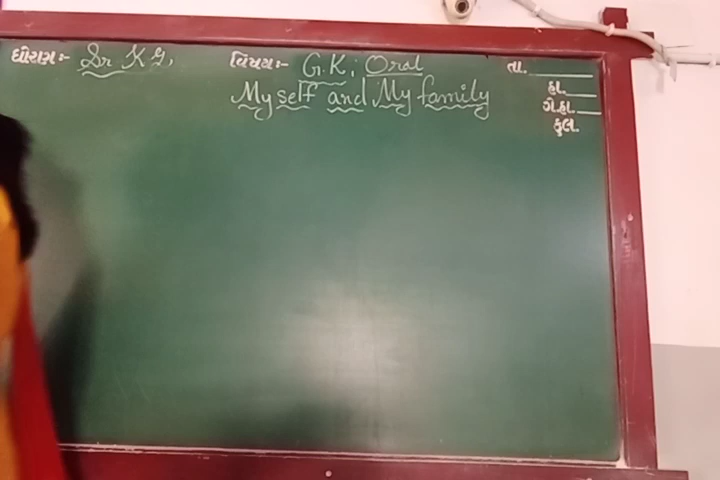 ધોરણ:- Sr K G,
વિષય:- G.K; Oral
My self and My family
તા.
હા.
ગે.હા.
કુલ.